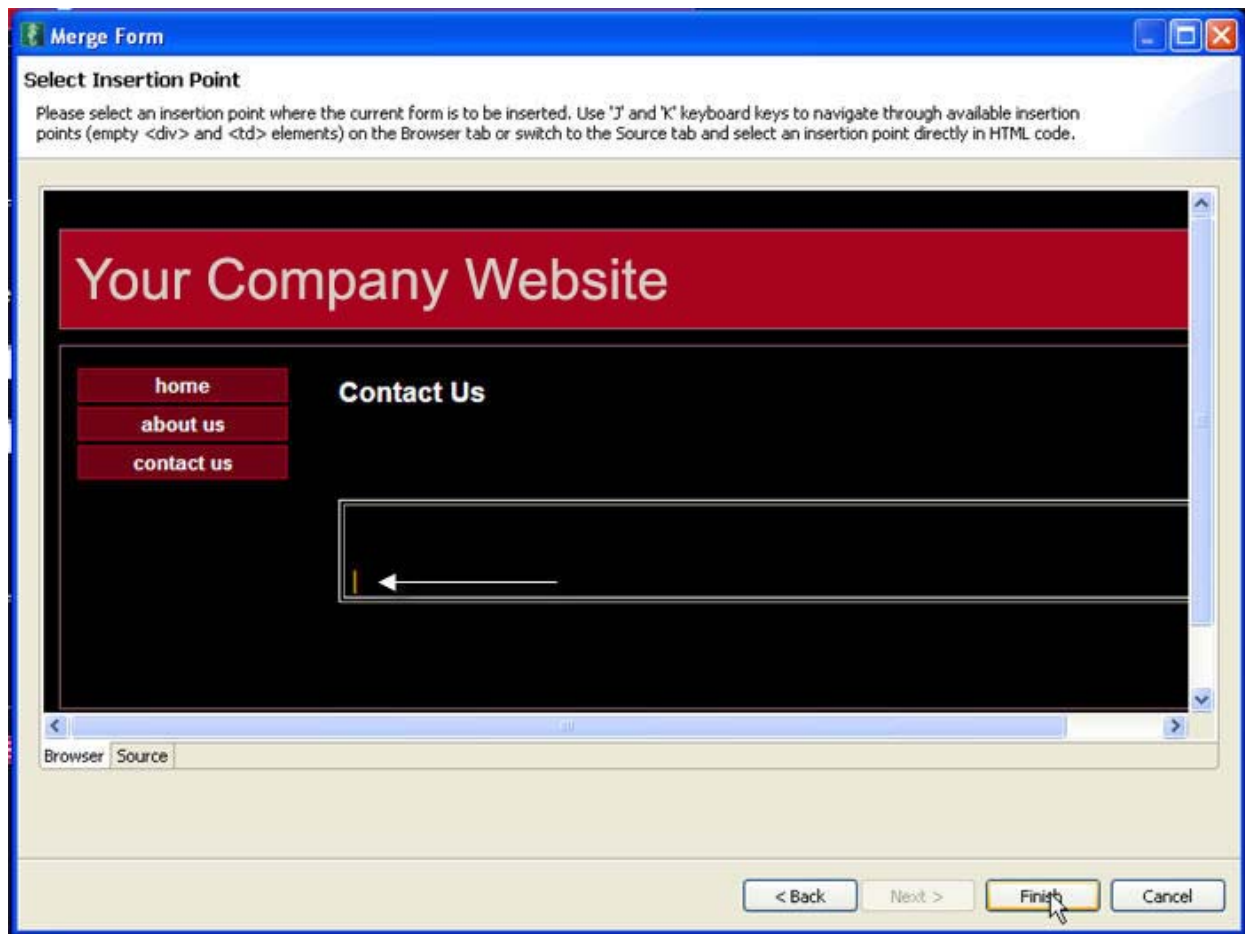 Merge Form
Select Insertion Point
Please select an insertion point where the current form is to be inserted. Use 'J' and 'K' keyboard keys to navigate through available insertion
points (empty <div> and <td> elements) on the Browser tab or switch to the Source tab and select an insertion point directly in HTML code.
Your Company Website
home
about us
contact us
Contact Us
Browser Source
< Back Next > Finish Cancel